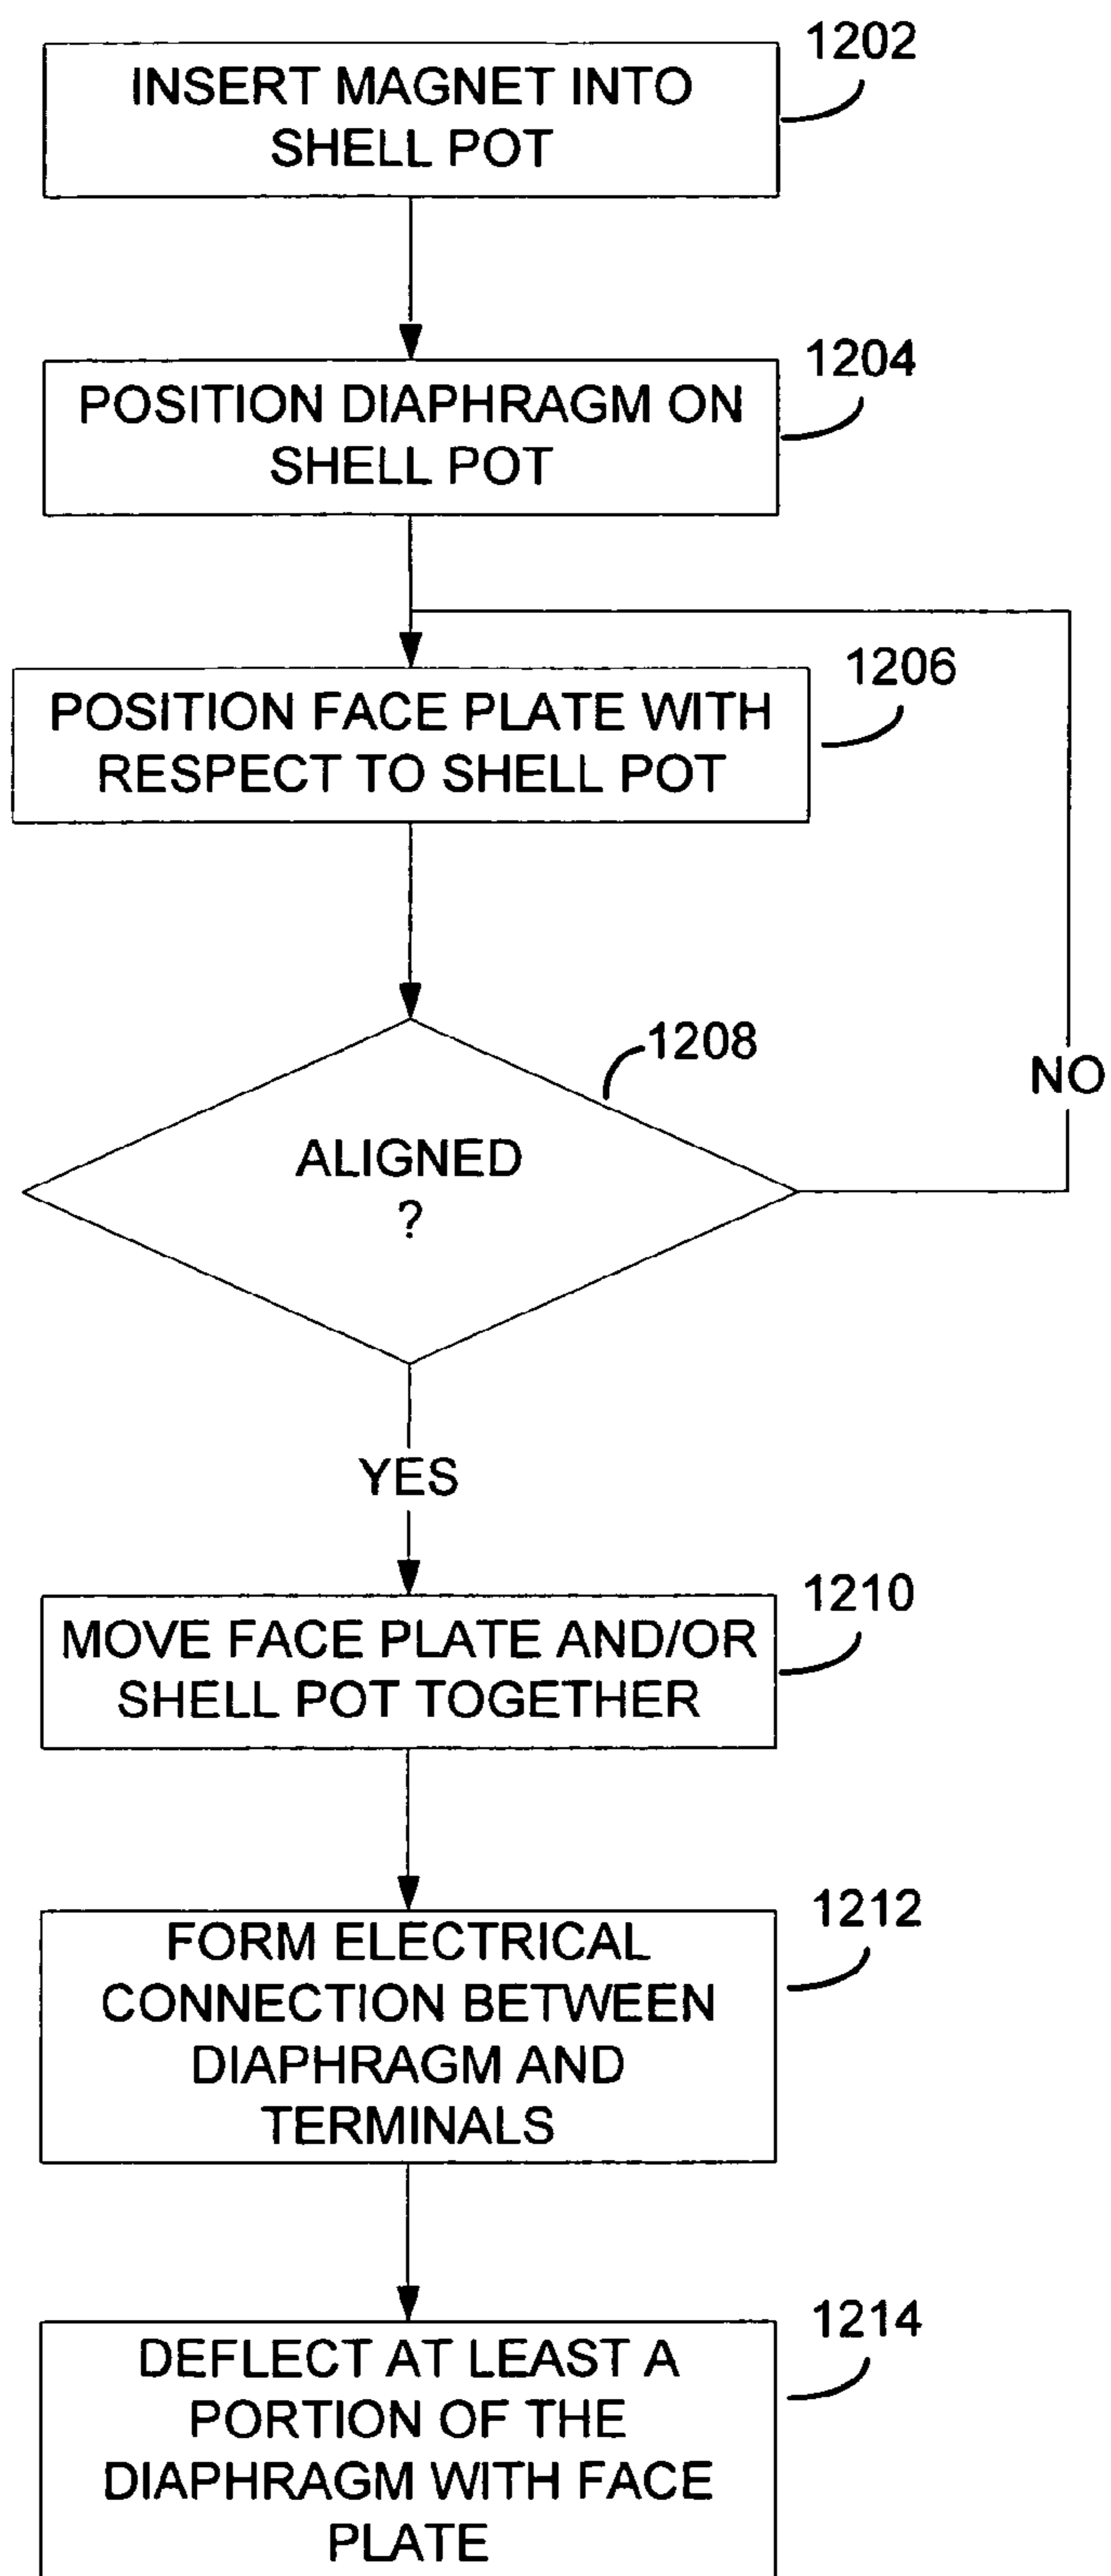 1202
INSERT MAGNET INTO
SHELL POT
1204
POSITION DIAPHRAGM ON
SHELL POT
1206
POSITION FACE PLATE WITH
RESPECT TO SHELL POT
1208
ALIGNED
?
NO
YES
1210
MOVE FACE PLATE AND/OR
SHELL POT TOGETHER
1212
FORM ELECTRICAL
CONNECTION BETWEEN
DIAPHRAGM AND
TERMINALS
1214
DEFLECT AT LEAST A
PORTION OF THE
DIAPHRAGM WITH FACE
PLATE